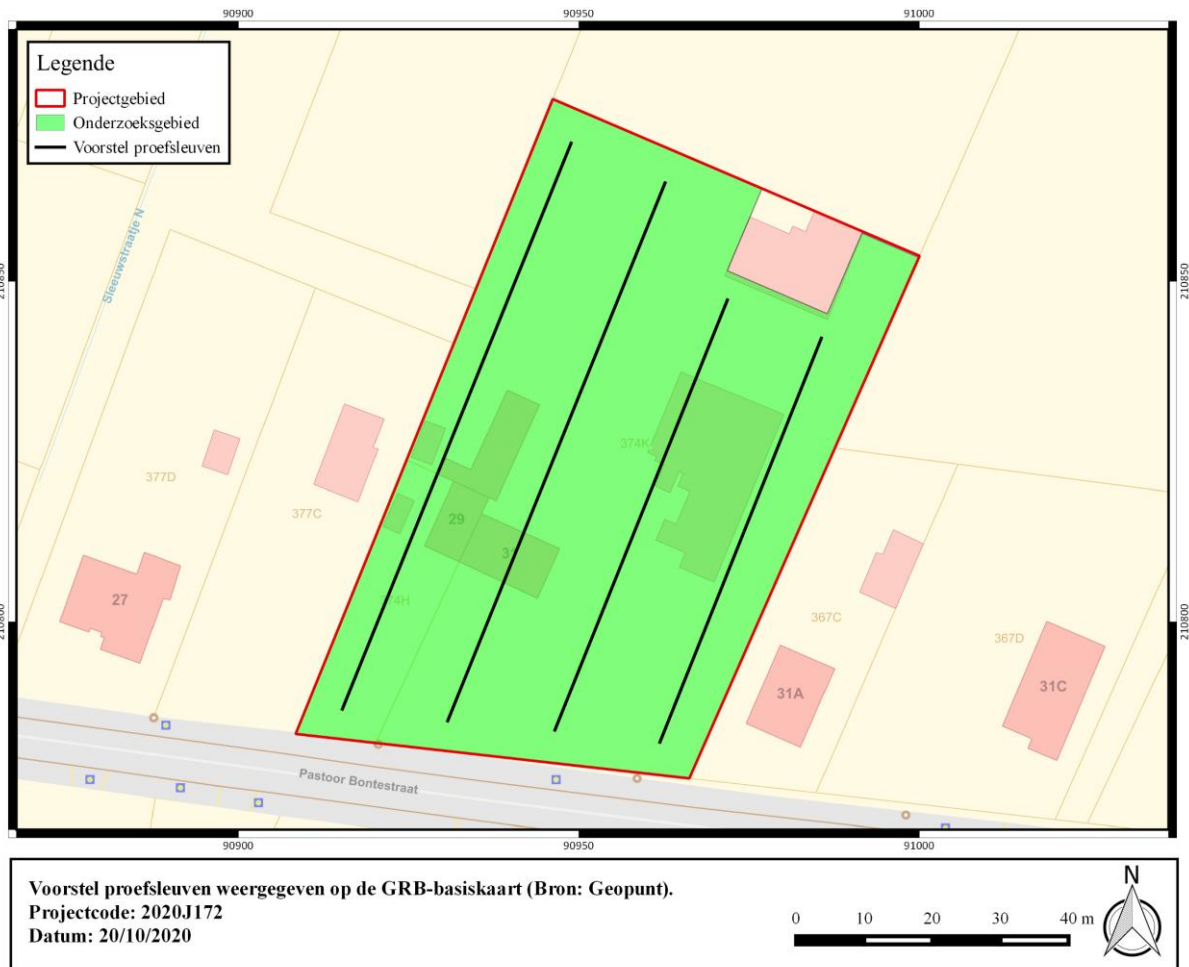 90900 90950 91000
Legende
Projectgebied
Onderzoeksgebied
Voorstel proefsleuven
Sleeuwstraatje N
210850 210850
374K
377D
377C
29
27
374H
210800 210800
367C
367D
31A
31C
Pastoor Bontestraat
90900 90950 91000
Voorstel proefsleuven weergegeven op de GRB-basiskaart (Bron: Geopunt).
Projectcode: 2020J172
Datum: 20/10/2020
0 10 20 30 40 m
N